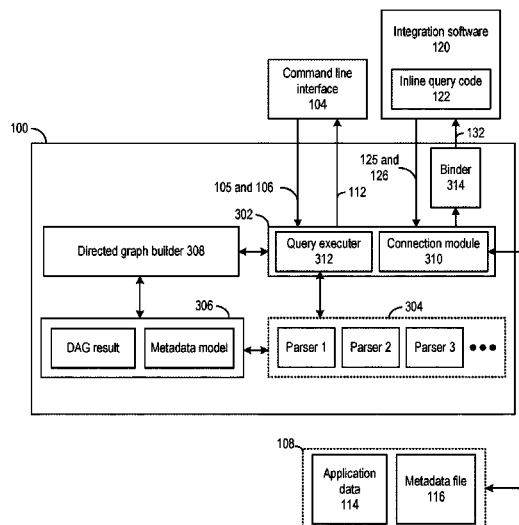 Integration software
120
Inline query code
122
Command line
interface
104
100
132
125 and
126
Binder
314
105 and 106
112
302
Directed graph builder 308
Query executer
312
Connection module
310
306
304
DAG result
Metadata model
Parser 1
Parser 2
Parser 3
108
Application
data
114
Metadata file
116